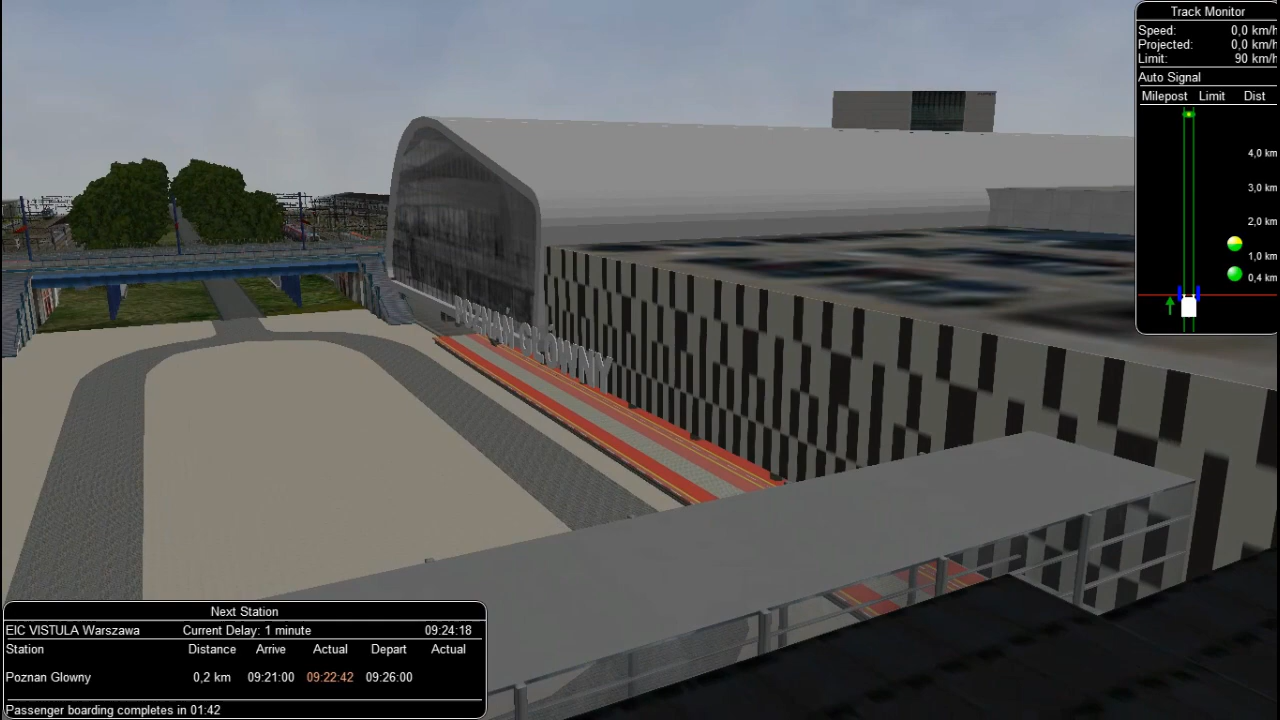 Track Monitor
Speed: 0,0 km/h
Projected: 0,0 km/h
Limit: 90 km/h
Auto Signal
Milepost Limit Dist
4,0 km
3,0 km
2,0 km
1,0 km
0,4 km
POZNAŃ GŁÓWNY
Next Station
EIC VISTULA Warszawa Current Delay: 1 minute 09:24:18
Station Distance Arrive Actual Depart Actual
Poznan Glowny 0,2 km 09:21:00 09:22:42 09:26:00
Passenger boarding completes in 01:42